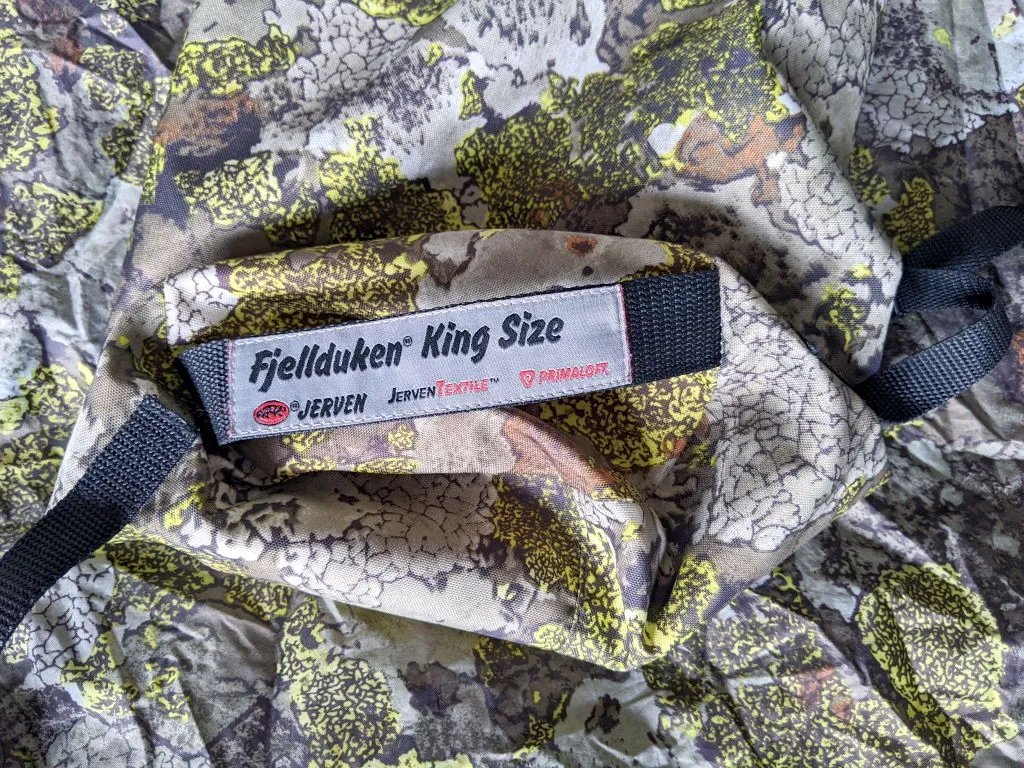 Fjellduken® King Size
®JERVEN JERVENTEXTILE™ PRIMALOFT